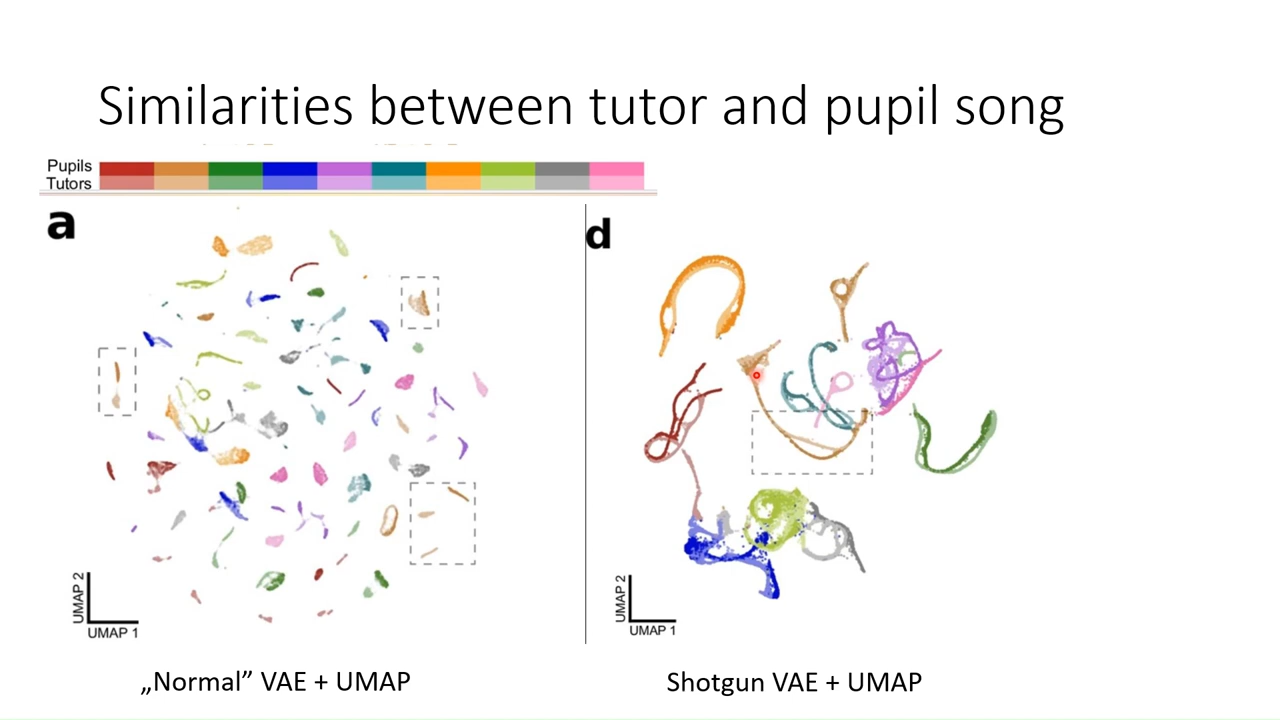 Similarities between tutor and pupil song
Pupils
Tutors
a
d
UMAP 2
UMAP 1
UMAP 2
UMAP 1
„Normal” VAE + UMAP
Shotgun VAE + UMAP